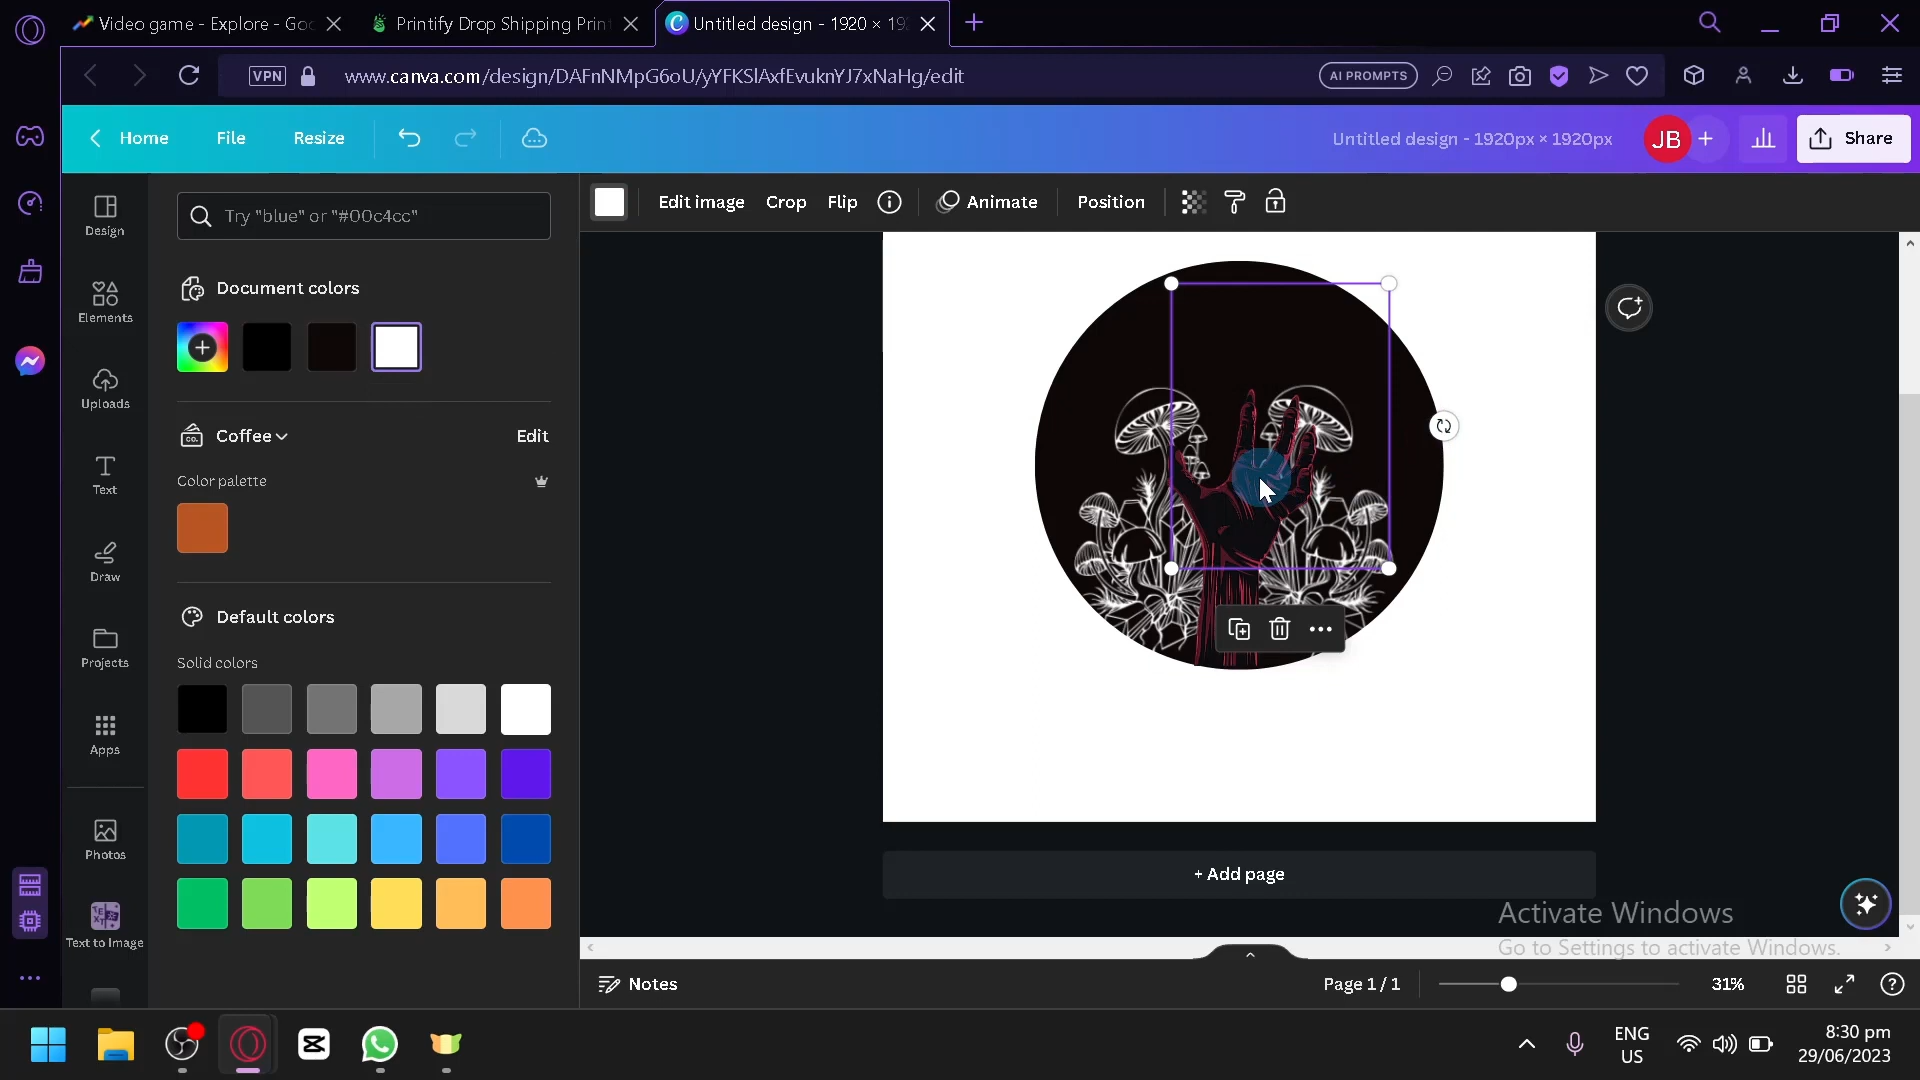 Video game - Explore - Goo
Printify Drop Shipping Print
Untitled design - 1920 × 192
VPN
www.canva.com/design/DAFnNMpG6oU/yYFKSlAxfEvuknYJ7xNaHg/edit
AI PROMPTS
Home
File
Resize
Untitled design - 1920px × 1920px
JB
Share
Design
Elements
Uploads
Text
Draw
Projects
Apps
Photos
Text to Image
Try "blue" or "#00c4cc"
Document colors
Coffee
Edit
Color palette
Default colors
Solid colors
Edit image
Crop
Flip
Animate
Position
+ Add page
Activate Windows
Go to Settings to activate Windows.
Notes
Page 1 / 1
31%
ENG
US
8:30 pm
29/06/2023